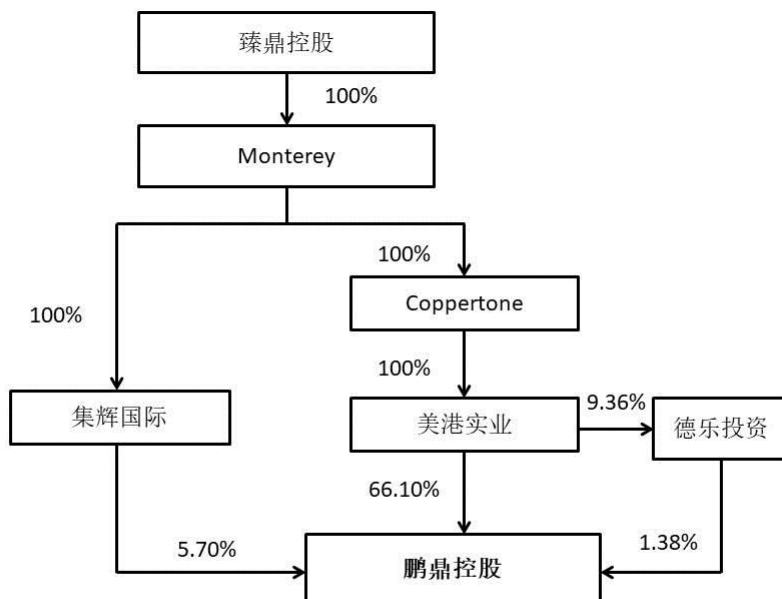 臻鼎控股
100%
Monterey
100%
100%
Coppertone
100%
集辉国际
美港实业
9.36%
德乐投资
66.10%
5.70%
1.38%
鹏鼎控股